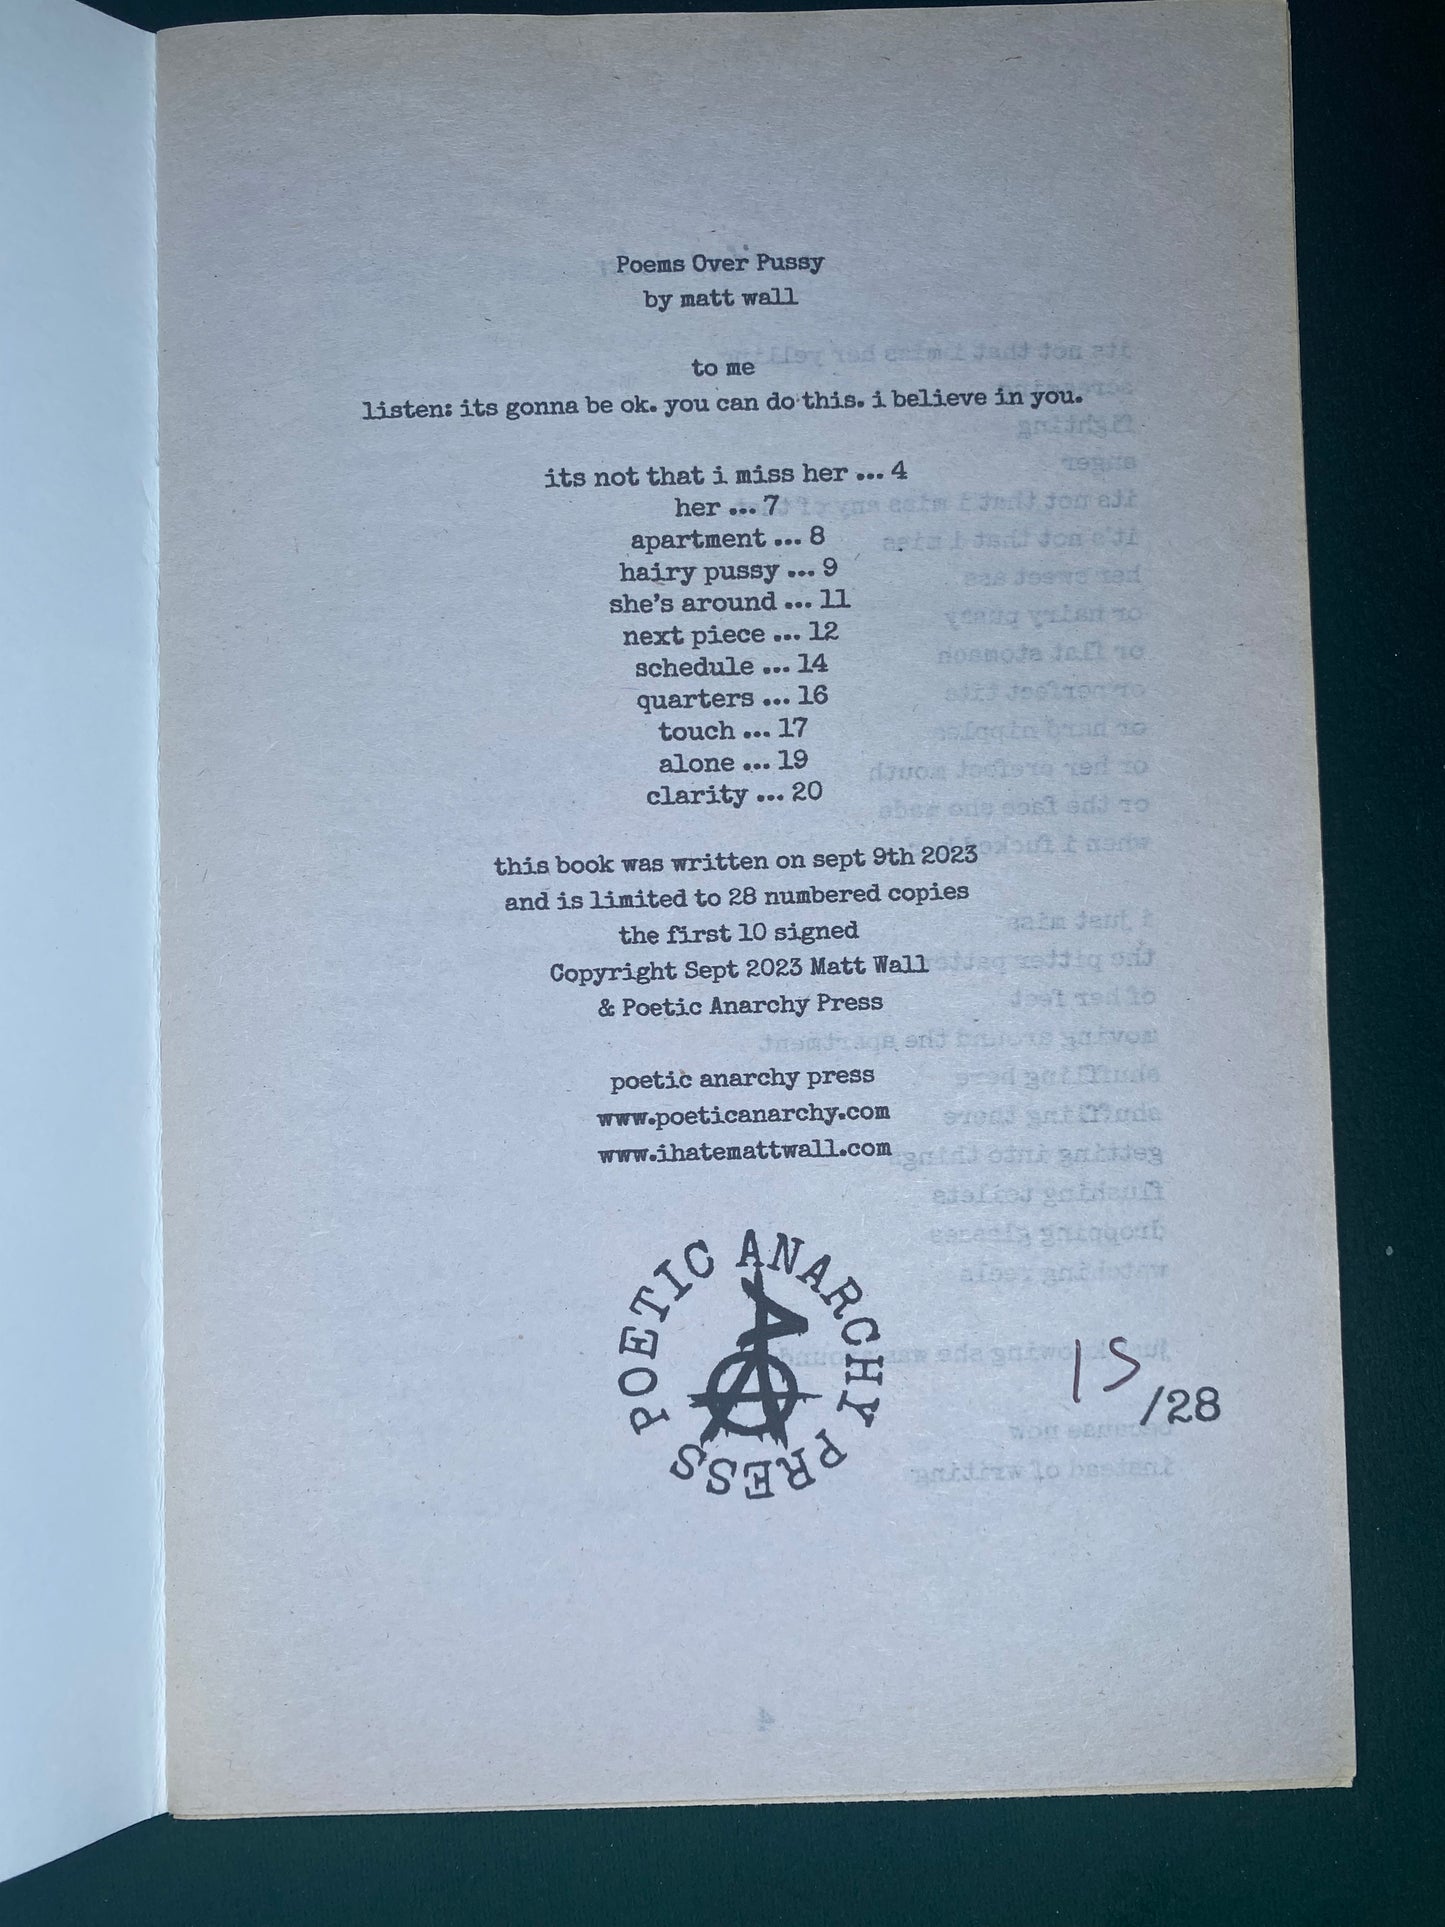 Poems Over Pussy
by matt wall
to me
listen: its gonna be ok. you can do this. i believe in you.
its not that i miss her ... 4
her ... 7
apartment ... 8
hairy pussy ... 9
she's around ... 11
next piece ... 12
schedule ... 14
quarters ... 16
touch ... 17
alone ... 19
clarity ... 20
this book was written on sept 9th 2023
and is limited to 28 numbered copies
the first 10 signed
Copyright Sept 2023 Matt Wall
& Poetic Anarchy Press
poetic anarchy press
www.poeticanarchy.com
www.ihatemattwall.com
POETIC ANARCHY PRESS
15
/28